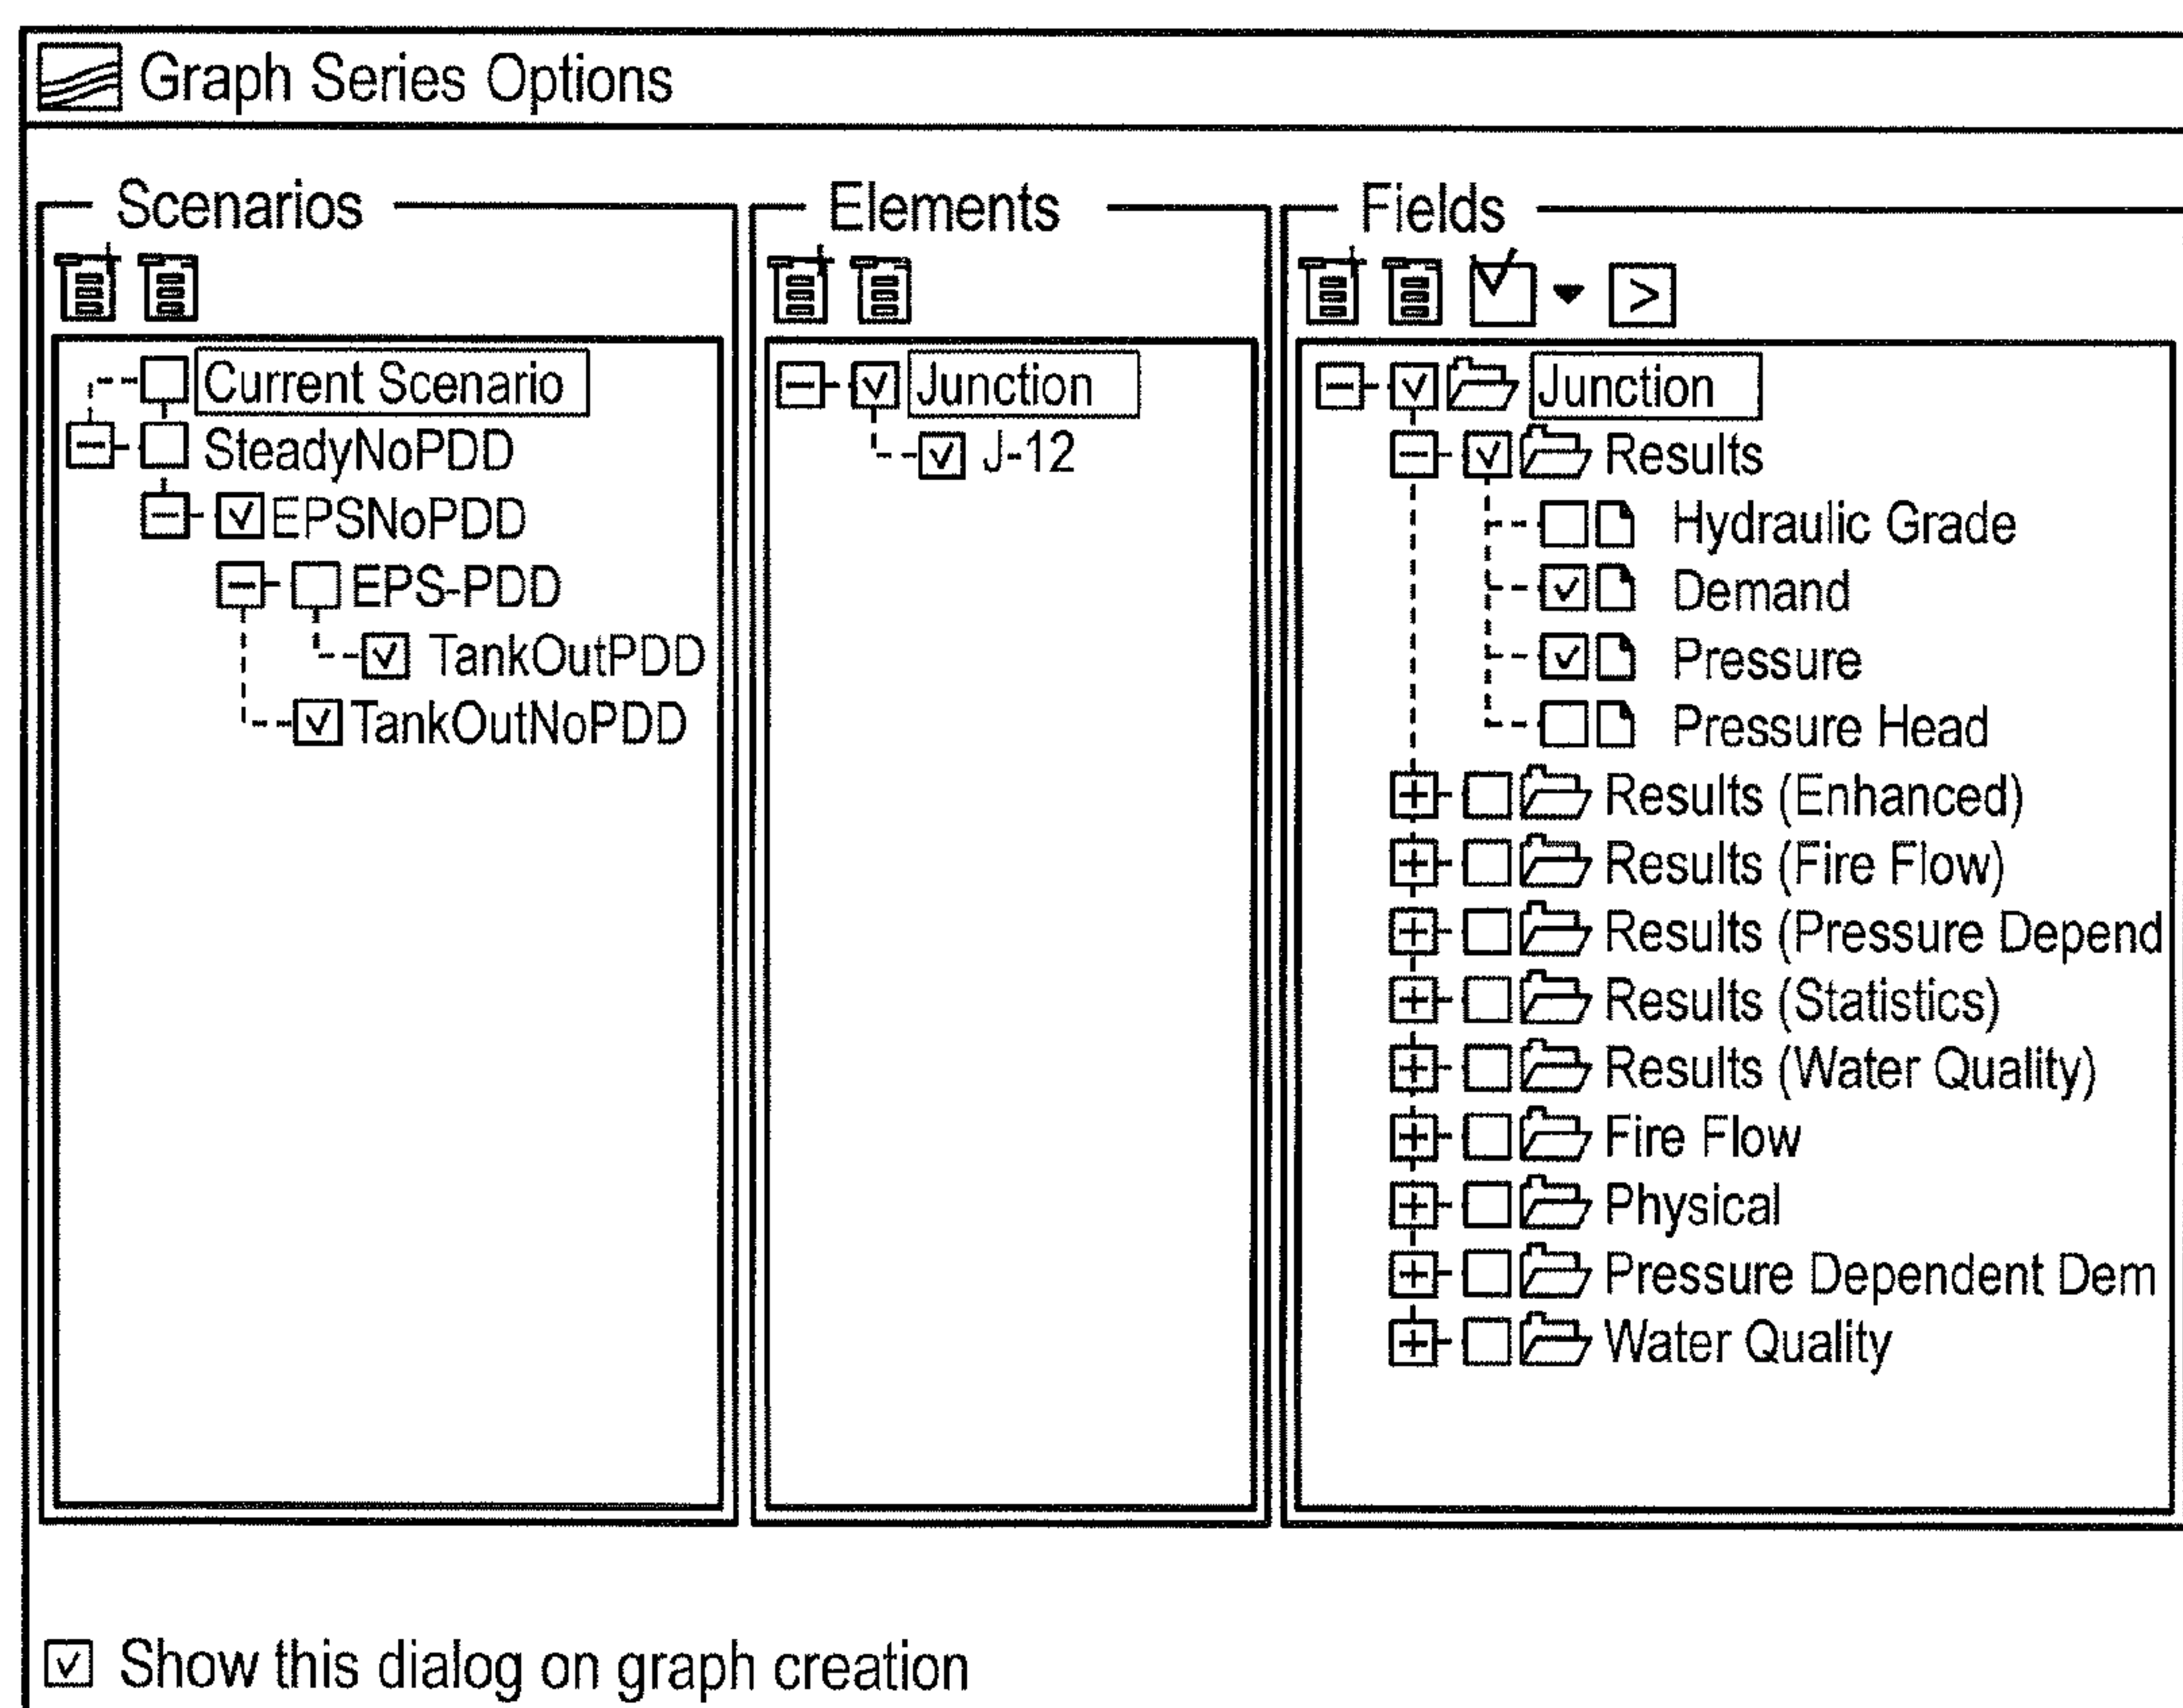 Graph Series Options
Scenarios
Current Scenario
SteadyNoPDD
EPSNoPDD
EPS-PDD
TankOutPDD
TankOutNoPDD
Elements
Junction
J-12
Fields
Junction
Results
Hydraulic Grade
Demand
Pressure
Pressure Head
Results (Enhanced)
Results (Fire Flow)
Results (Pressure Depend
Results (Statistics)
Results (Water Quality)
Fire Flow
Physical
Pressure Dependent Dem
Water Quality
Show this dialog on graph creation